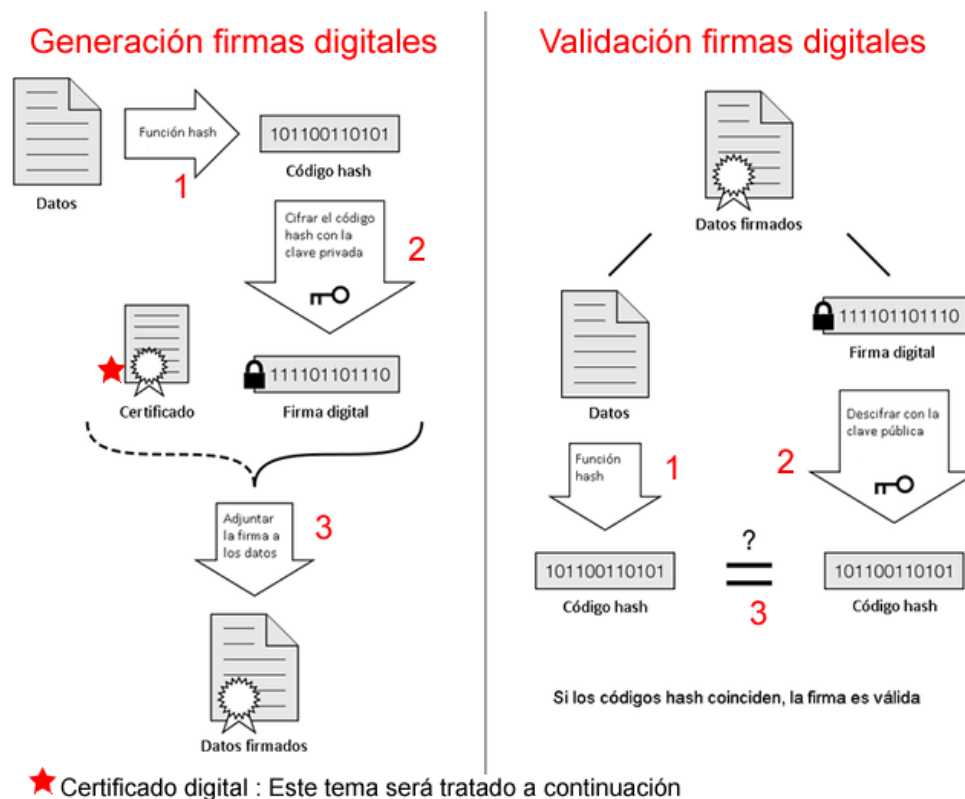 Generación firmas digitales
Función hash
1
101100110101
Código hash
Datos
Cifrar el código
hash con la
clave privada
2
Certificado
111101101110
Firma digital
Adjuntar
la firma a
los datos
3
Datos firmados
Validación firmas digitales
Datos firmados
Datos
111101101110
Firma digital
Función
hash
1
Descifrar con la
clave pública
2
101100110101
Código hash
?
=
3
101100110101
Código hash
Si los códigos hash coinciden, la firma es válida
Certificado digital : Este tema será tratado a continuación